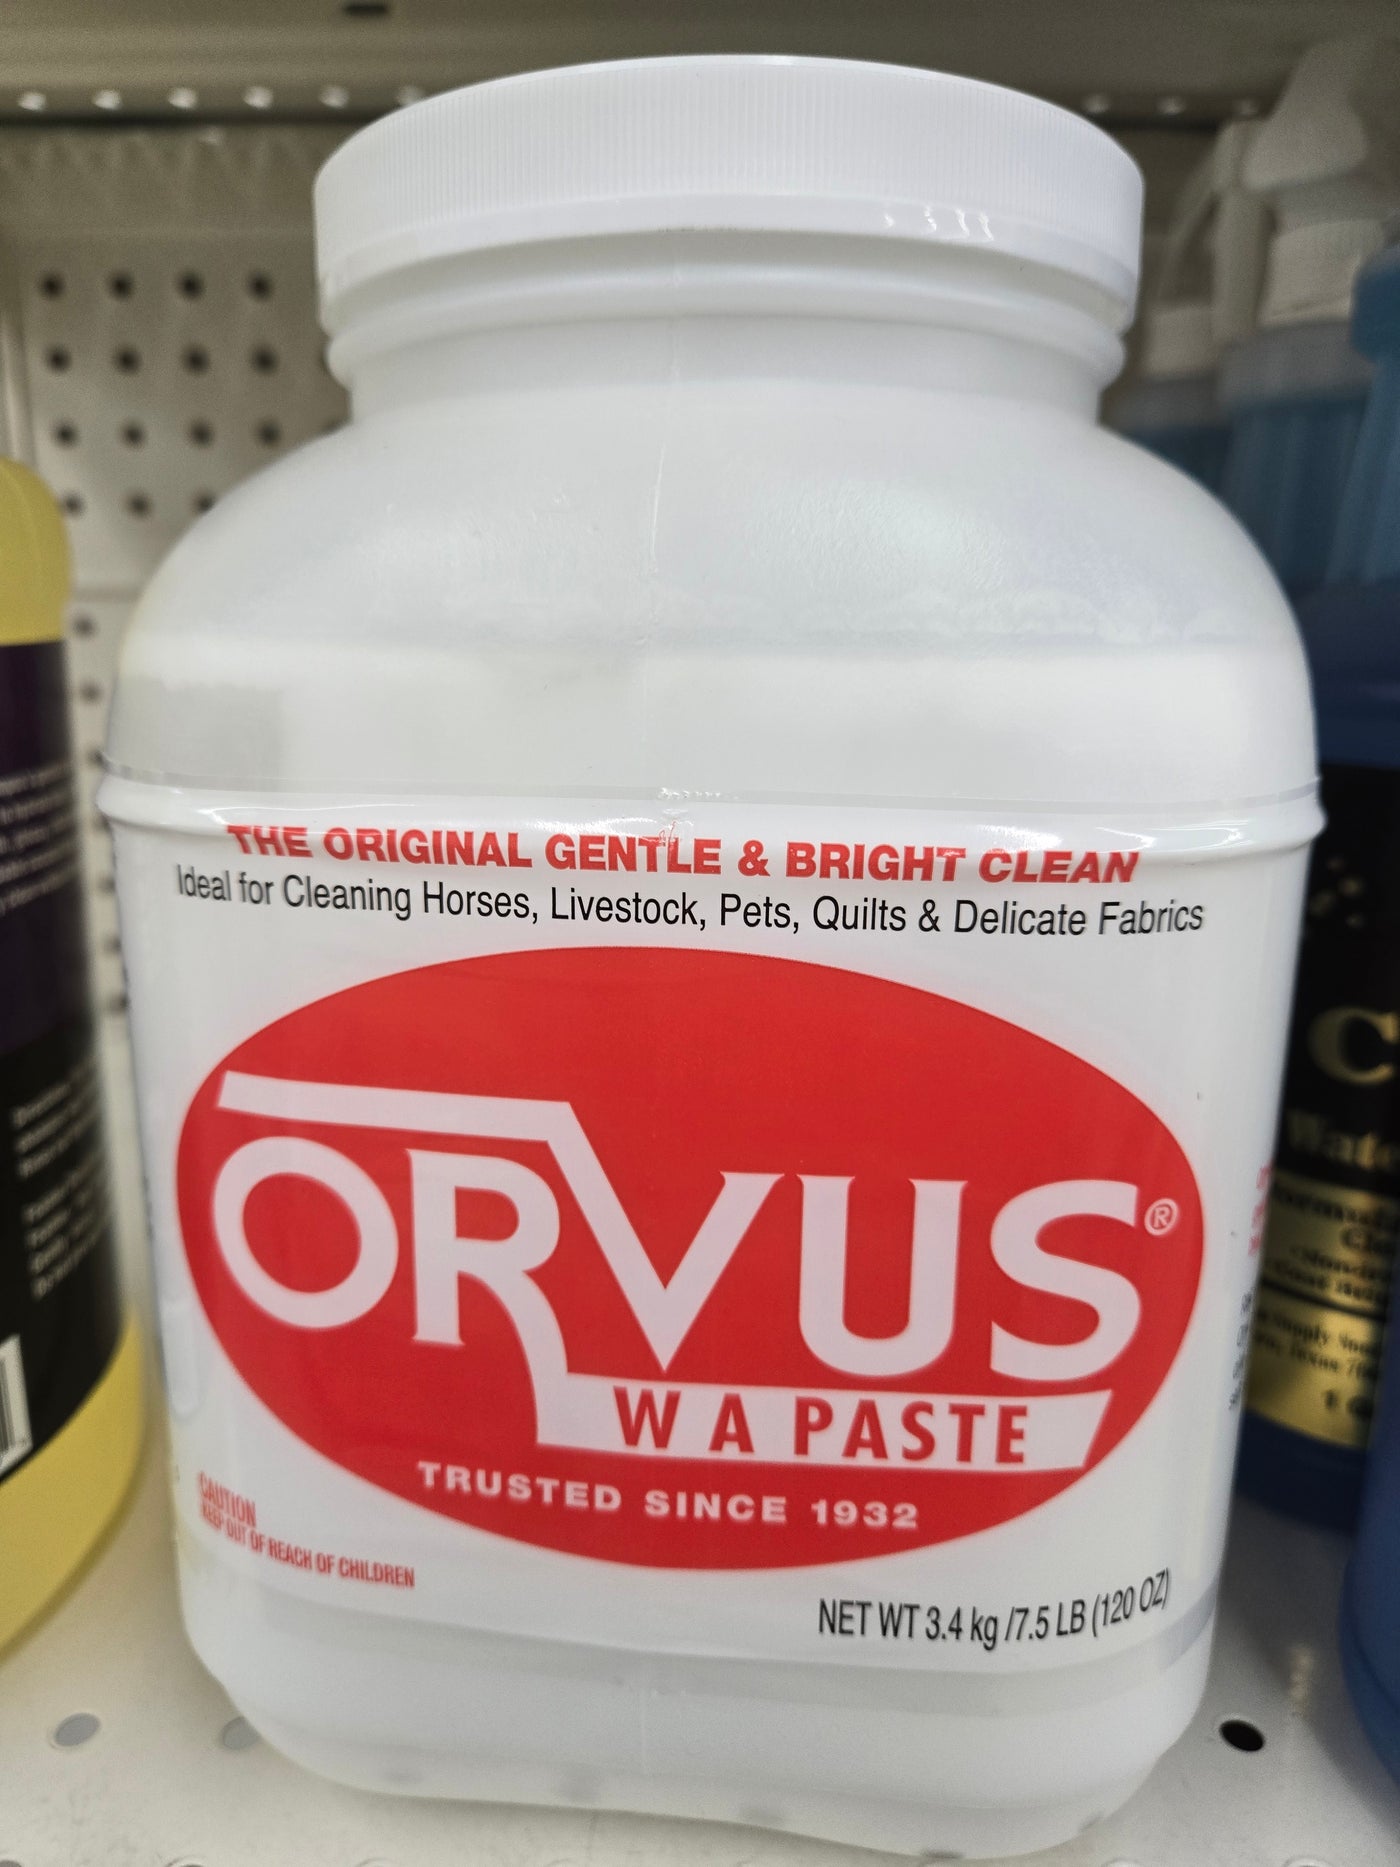 THE ORIGINAL GENTLE & BRIGHT CLEAN
Ideal for Cleaning Horses, Livestock, Pets, Quilts & Delicate Fabrics
ORVUS®
WA PASTE
TRUSTED SINCE 1932
CAUTION
KEEP OUT OF REACH OF CHILDREN
NET WT 3.4 kg /7.5 LB (120 OZ)